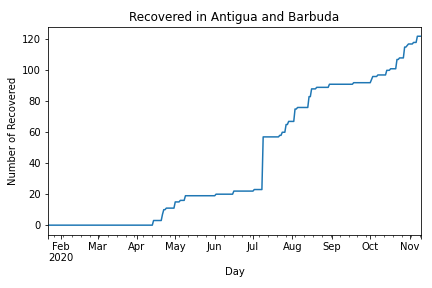 Recovered in Antigua and Barbuda
Number of Recovered
120
100
80
60
40
20
0
Feb Mar Apr May Jun Jul Aug Sep Oct Nov
2020
Day